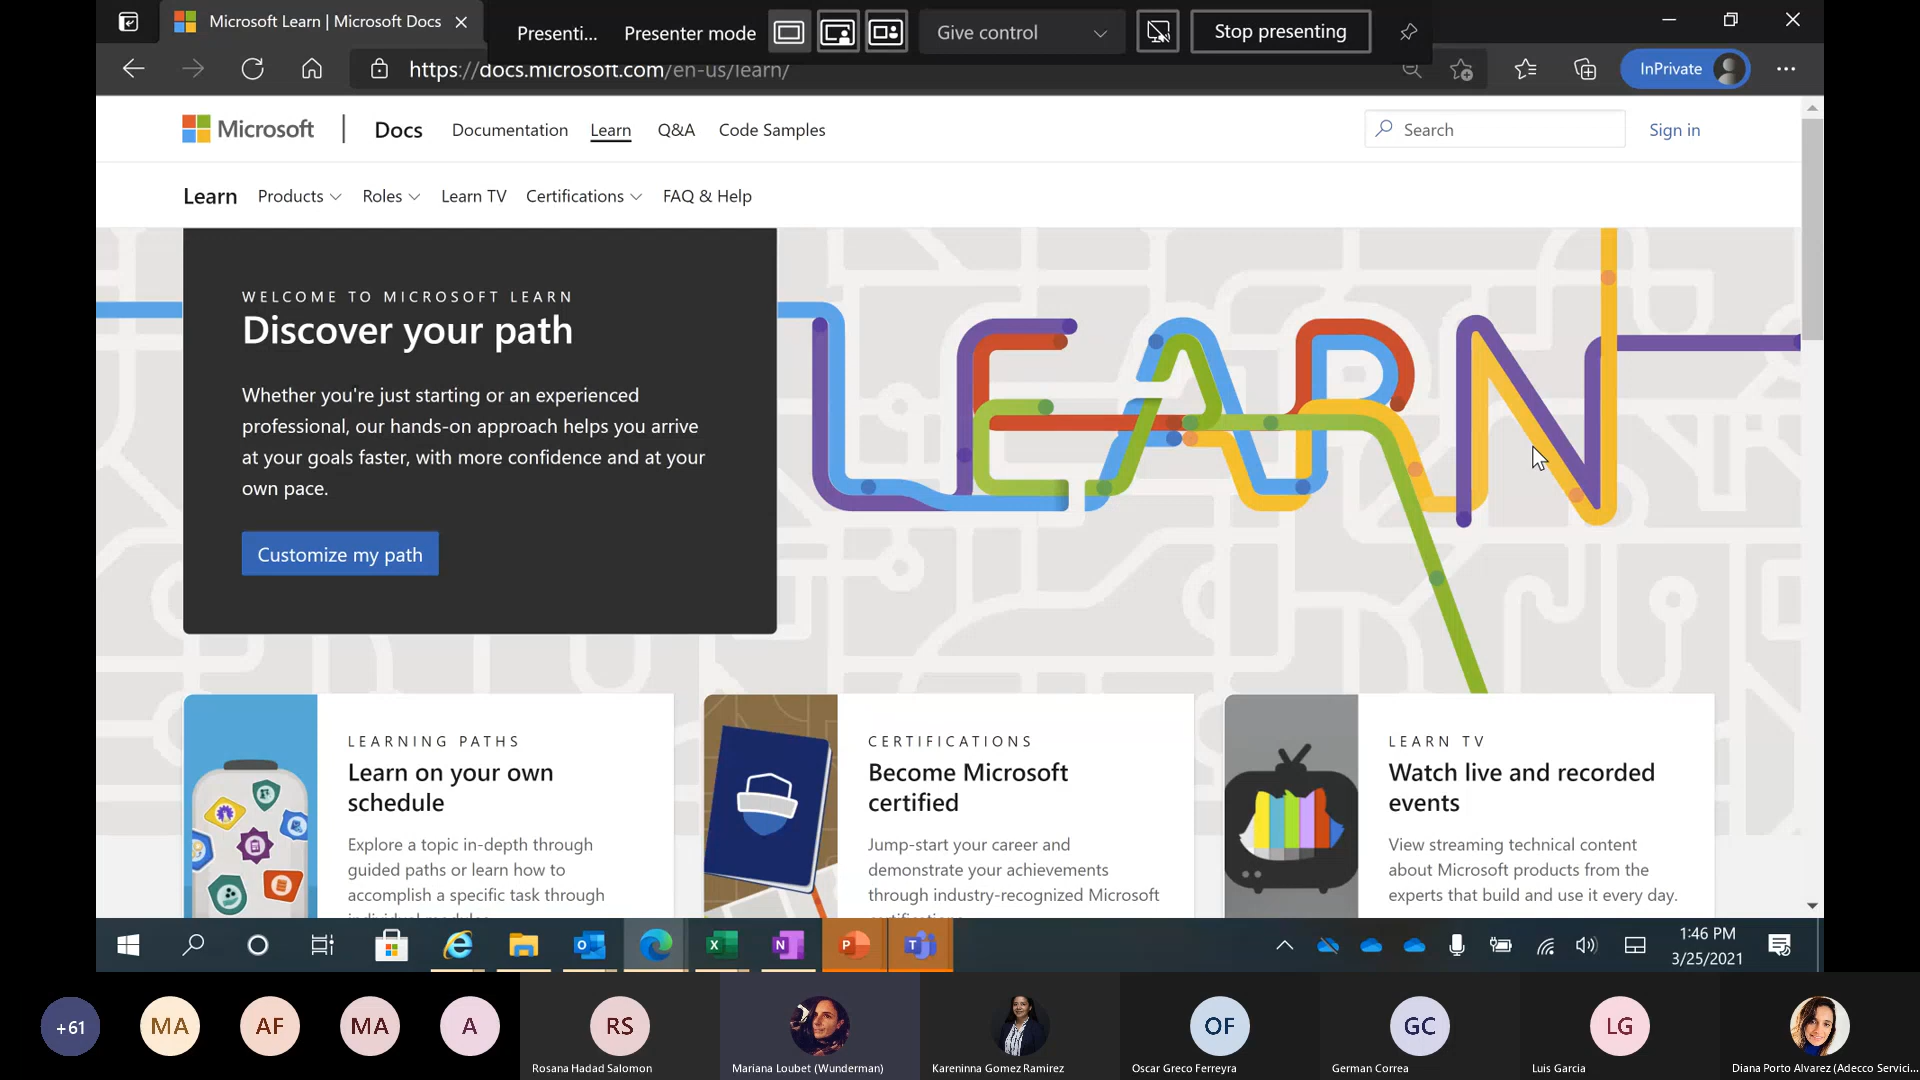 Microsoft Learn | Microsoft Docs
Presenti...
Presenter mode
Give control
Stop presenting
https://docs.microsoft.com/en-us/learn/
InPrivate
Microsoft
Docs
Documentation
Learn
Q&A
Code Samples
Search
Sign in
Learn
Products
Roles
Learn TV
Certifications
FAQ & Help
WELCOME TO MICROSOFT LEARN
Discover your path
Whether you're just starting or an experienced
professional, our hands-on approach helps you arrive
at your goals faster, with more confidence and at your
own pace.
Customize my path
LEARN
LEARNING PATHS
Learn on your own
schedule
Explore a topic in-depth through
guided paths or learn how to
accomplish a specific task through
individual modules.
CERTIFICATIONS
Become Microsoft
certified
Jump-start your career and
demonstrate your achievements
through industry-recognized Microsoft
certifications.
LEARN TV
Watch live and recorded
events
View streaming technical content
about Microsoft products from the
experts that build and use it every day.
1:46 PM
3/25/2021
+61
MA
AF
MA
A
RS
Rosana Hadad Salomon
Mariana Loubet (Wunderman)
Kareninna Gomez Ramirez
OF
Oscar Greco Ferreyra
GC
German Correa
LG
Luis Garcia
Diana Porto Alvarez (Adecco Servici...